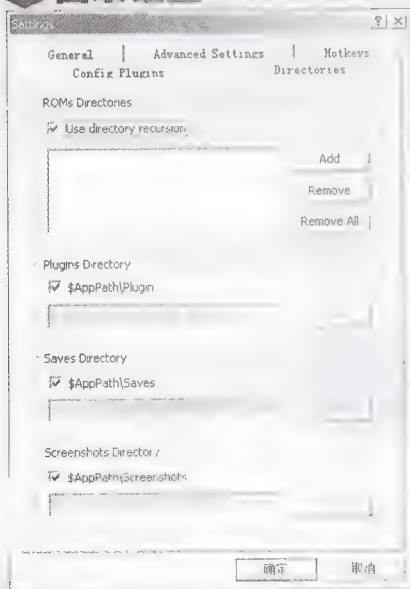 Settings
General | Advanced Settings | Hotkeys
Config Plugins Directories
ROMs Directories
Use directory recursion
Add
Remove
Remove All
Plugins Directory
$AppPath\Plugin
Saves Directory
$AppPath\Saves
Screenshots Directory
$AppPath\Screenshots
确定 取消